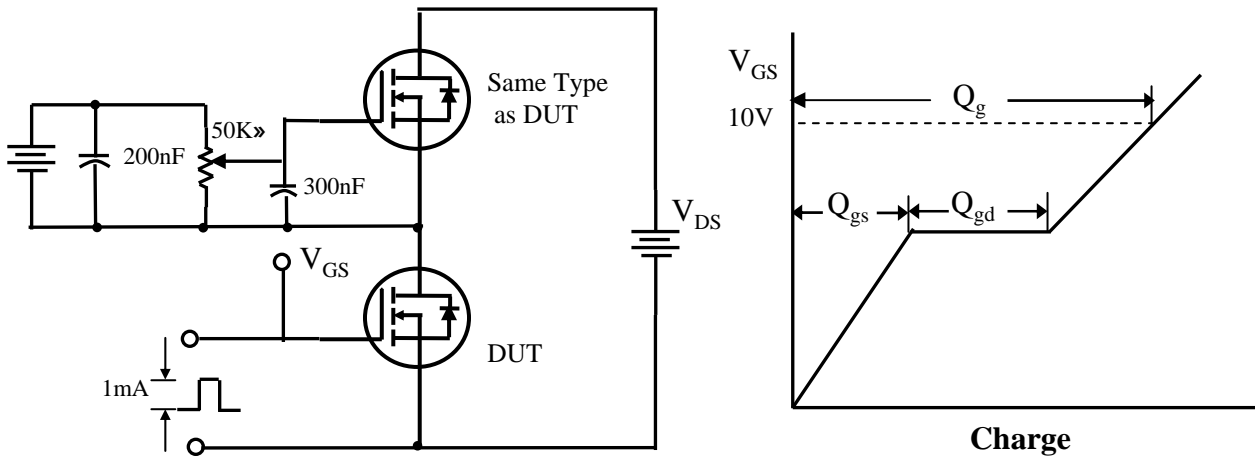 Same Type
as DUT
50K»
200nF
300nF
V_GS
V_DS
DUT
1mA
V_GS
10V
Q_g
Q_gs
Q_gd
Charge